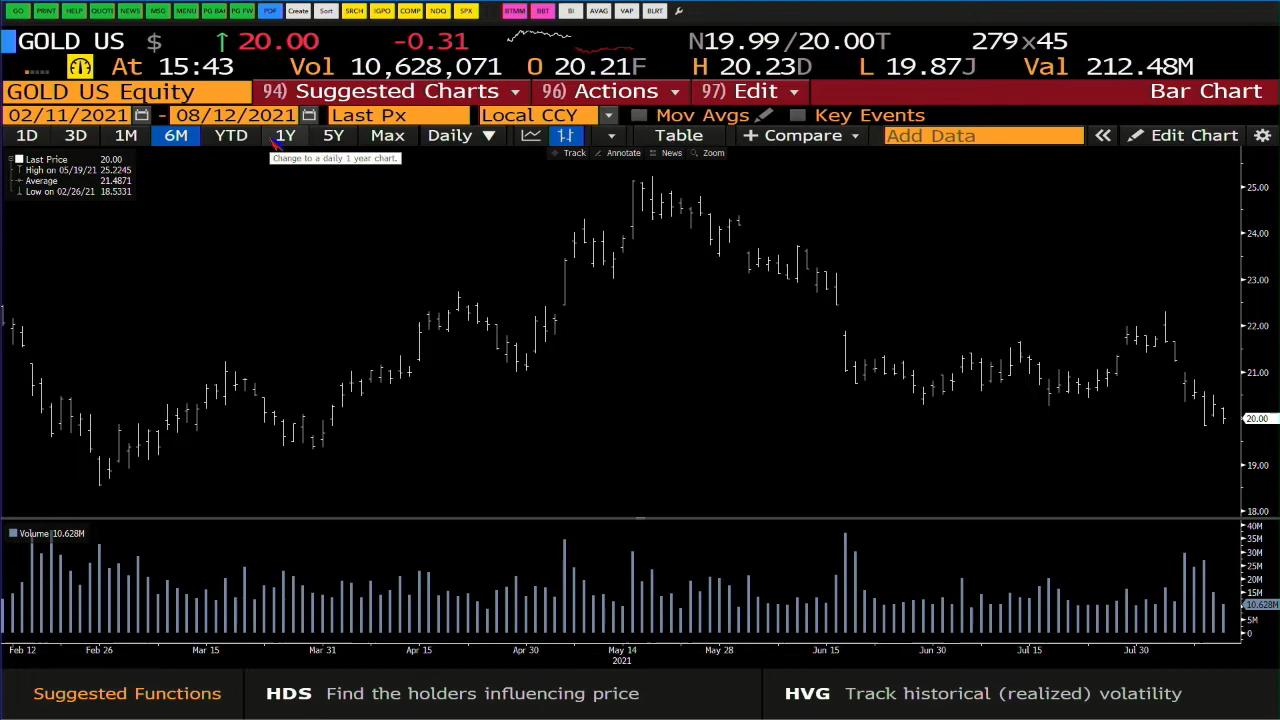 GO PRINT HELP QUOTI NEWS MSG MENU PG BAI PG FW PDF Create Sort SRCH IGPO COMP NDQ SPX BTMM BBT BI AVAG VAP BLRT
GOLD US $ ↑ 20.00 -0.31 N19.99/20.00T 279x45
At 15:43 Vol 10,628,071 O 20.21F H 20.23D L 19.87J Val 212.48M
GOLD US Equity 94) Suggested Charts 96) Actions 97) Edit Bar Chart
02/11/2021 - 08/12/2021 Last Px Local CCY Mov Avgs Key Events
1D 3D 1M 6M YTD 1Y 5Y Max Daily ▼ Table + Compare Add Data « Edit Chart
Change to a daily 1 year chart.
Track Annotate News Zoom
Last Price 20.00
High on 05/19/21 25.2245
Average 21.4871
Low on 02/26/21 18.5331
25.00
24.00
23.00
22.00
21.00
20.00
19.00
18.00
Volume 10.628M
40M
35M
30M
25M
20M
15M
10.628M
5M
0
Feb 12 Feb 26 Mar 15 Mar 31 Apr 15 Apr 30 May 14 May 28 Jun 15 Jun 30 Jul 15 Jul 30
2021
Suggested Functions HDS Find the holders influencing price HVG Track historical (realized) volatility